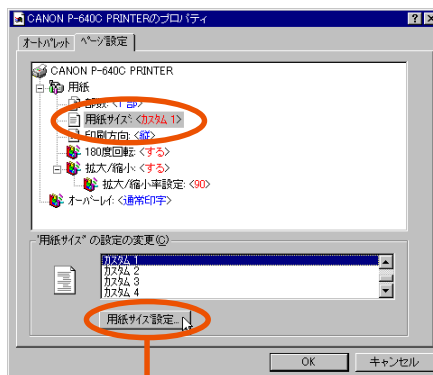 CANON P-640C PRINTERのプロパティ
オートパレット ページ設定
CANON P-640C PRINTER
用紙
部数: <1 部>
用紙サイズ: <カスタム 1>
印刷方向: <縦>
180度回転: <する>
拡大/縮小: <する>
拡大/縮小率設定: <90>
オーバーレイ: <通常印字>
"用紙サイズ" の設定の変更(C)
カスタム 1
カスタム 2
カスタム 3
カスタム 4
用紙サイズ設定...
OK キャンセル